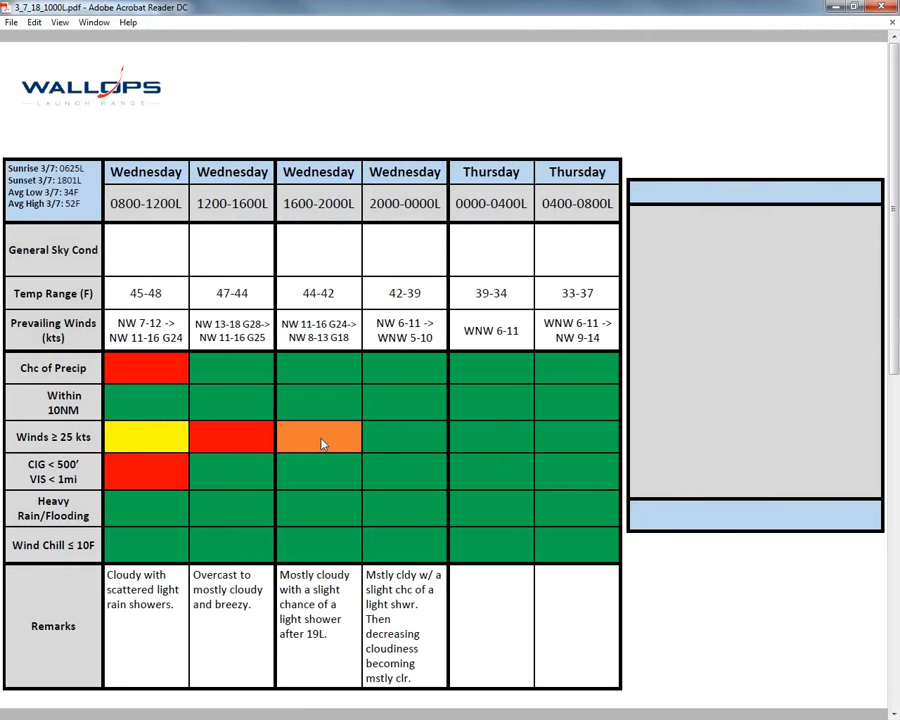 3_7_18_1000L.pdf - Adobe Acrobat Reader DC
File Edit View Window Help
WALLOPS
LAUNCH RANGE
Sunrise 3/7: 0625L
Sunset 3/7: 1801L
Avg Low 3/7: 34F
Avg High 3/7: 52F
Wednesday Wednesday Wednesday Wednesday Thursday Thursday
0800-1200L 1200-1600L 1600-2000L 2000-0000L 0000-0400L 0400-0800L
General Sky Cond
Temp Range (F) 45-48 47-44 44-42 42-39 39-34 33-37
Prevailing Winds
(kts)
NW 7-12 ->
NW 11-16 G24
NW 13-18 G28->
NW 11-16 G25
NW 11-16 G24->
NW 8-13 G18
NW 6-11 ->
WNW 5-10
WNW 6-11
WNW 6-11 ->
NW 9-14
Chc of Precip
Within
10NM
Winds ≥ 25 kts
CIG < 500'
VIS < 1mi
Heavy
Rain/Flooding
Wind Chill ≤ 10F
Remarks
Cloudy with
scattered light
rain showers.
Overcast to
mostly cloudy
and breezy.
Mostly cloudy
with a slight
chance of a
light shower
after 19L.
Mstly cldy w/ a
slight chc of a
light shwr.
Then
decreasing
cloudiness
becoming
mstly clr.